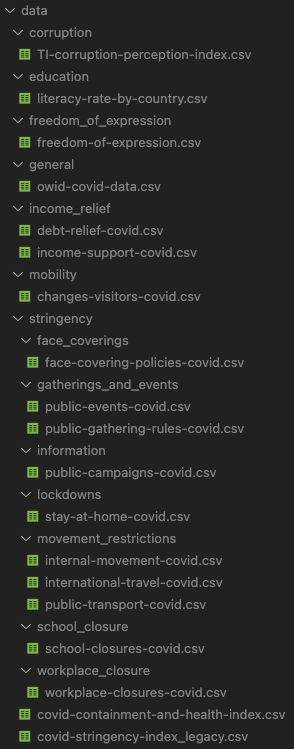 data
corruption
TI-corruption-perception-index.csv
education
literacy-rate-by-country.csv
freedom_of_expression
freedom-of-expression.csv
general
owid-covid-data.csv
income_relief
debt-relief-covid.csv
income-support-covid.csv
mobility
changes-visitors-covid.csv
stringency
face_coverings
face-covering-policies-covid.csv
gatherings_and_events
public-events-covid.csv
public-gathering-rules-covid.csv
information
public-campaigns-covid.csv
lockdowns
stay-at-home-covid.csv
movement_restrictions
internal-movement-covid.csv
international-travel-covid.csv
public-transport-covid.csv
school_closure
school-closures-covid.csv
workplace_closure
workplace-closures-covid.csv
covid-containment-and-health-index.csv
covid-stringency-index_legacy.csv